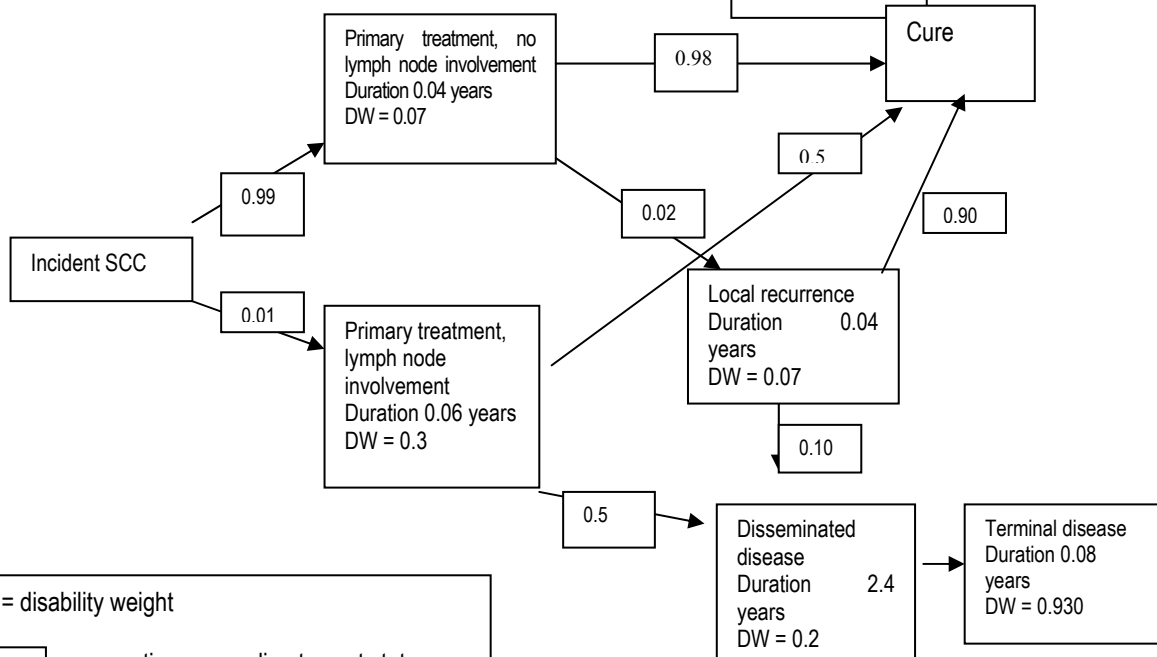 Primary treatment, no
lymph node involvement
Duration 0.04 years
DW = 0.07
0.98
Cure
0.5
0.99
0.02
0.90
Incident SCC
0.01
Primary treatment,
lymph node
involvement
Duration 0.06 years
DW = 0.3
Local recurrence
Duration 0.04
years
DW = 0.07
0.10
0.5
Disseminated
disease
Duration 2.4
years
DW = 0.2
Terminal disease
Duration 0.08
years
DW = 0.930
= disability weight